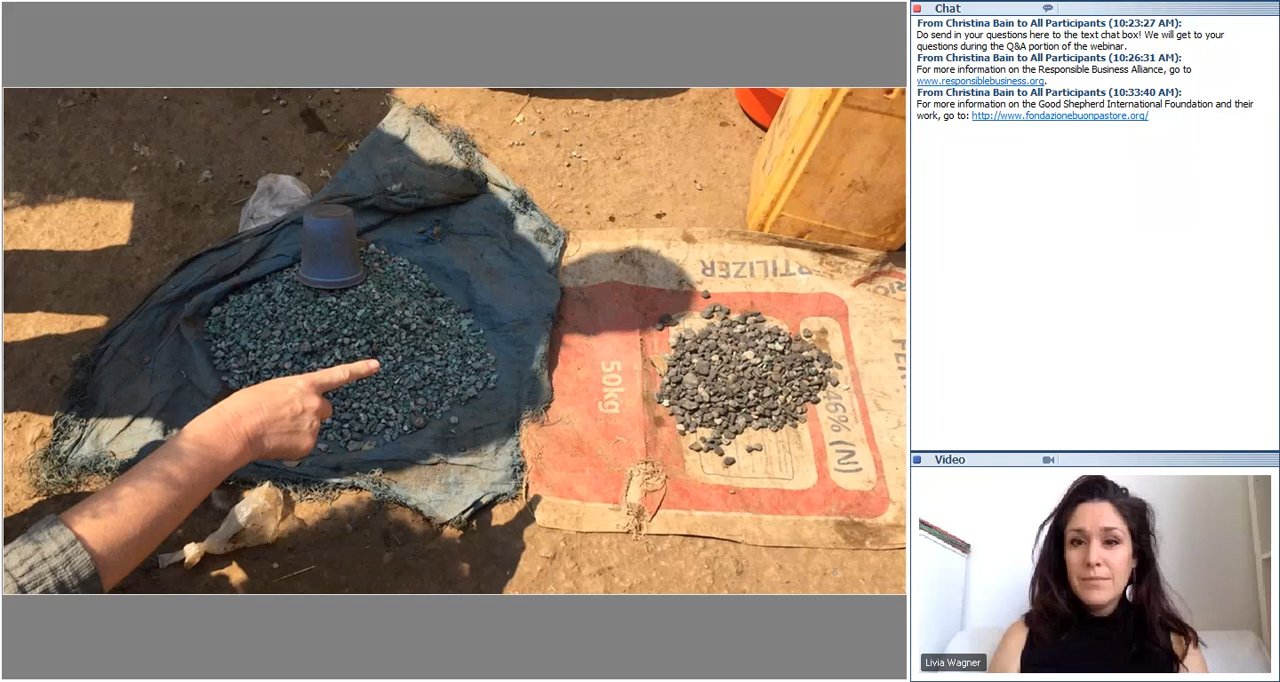 Chat
From Christina Bain to All Participants (10:23:27 AM):
Do send in your questions here to the text chat box! We will get to your
questions during the Q&A portion of the webinar.
From Christina Bain to All Participants (10:26:31 AM):
For more information on the Responsible Business Alliance, go to
www.responsiblebusiness.org.
From Christina Bain to All Participants (10:33:40 AM):
For more information on the Good Shepherd International Foundation and their
work, go to: http://www.fondazionebuonpastore.org/
RTILIZER
50kg
46% (N)
Video
Livia Wagner